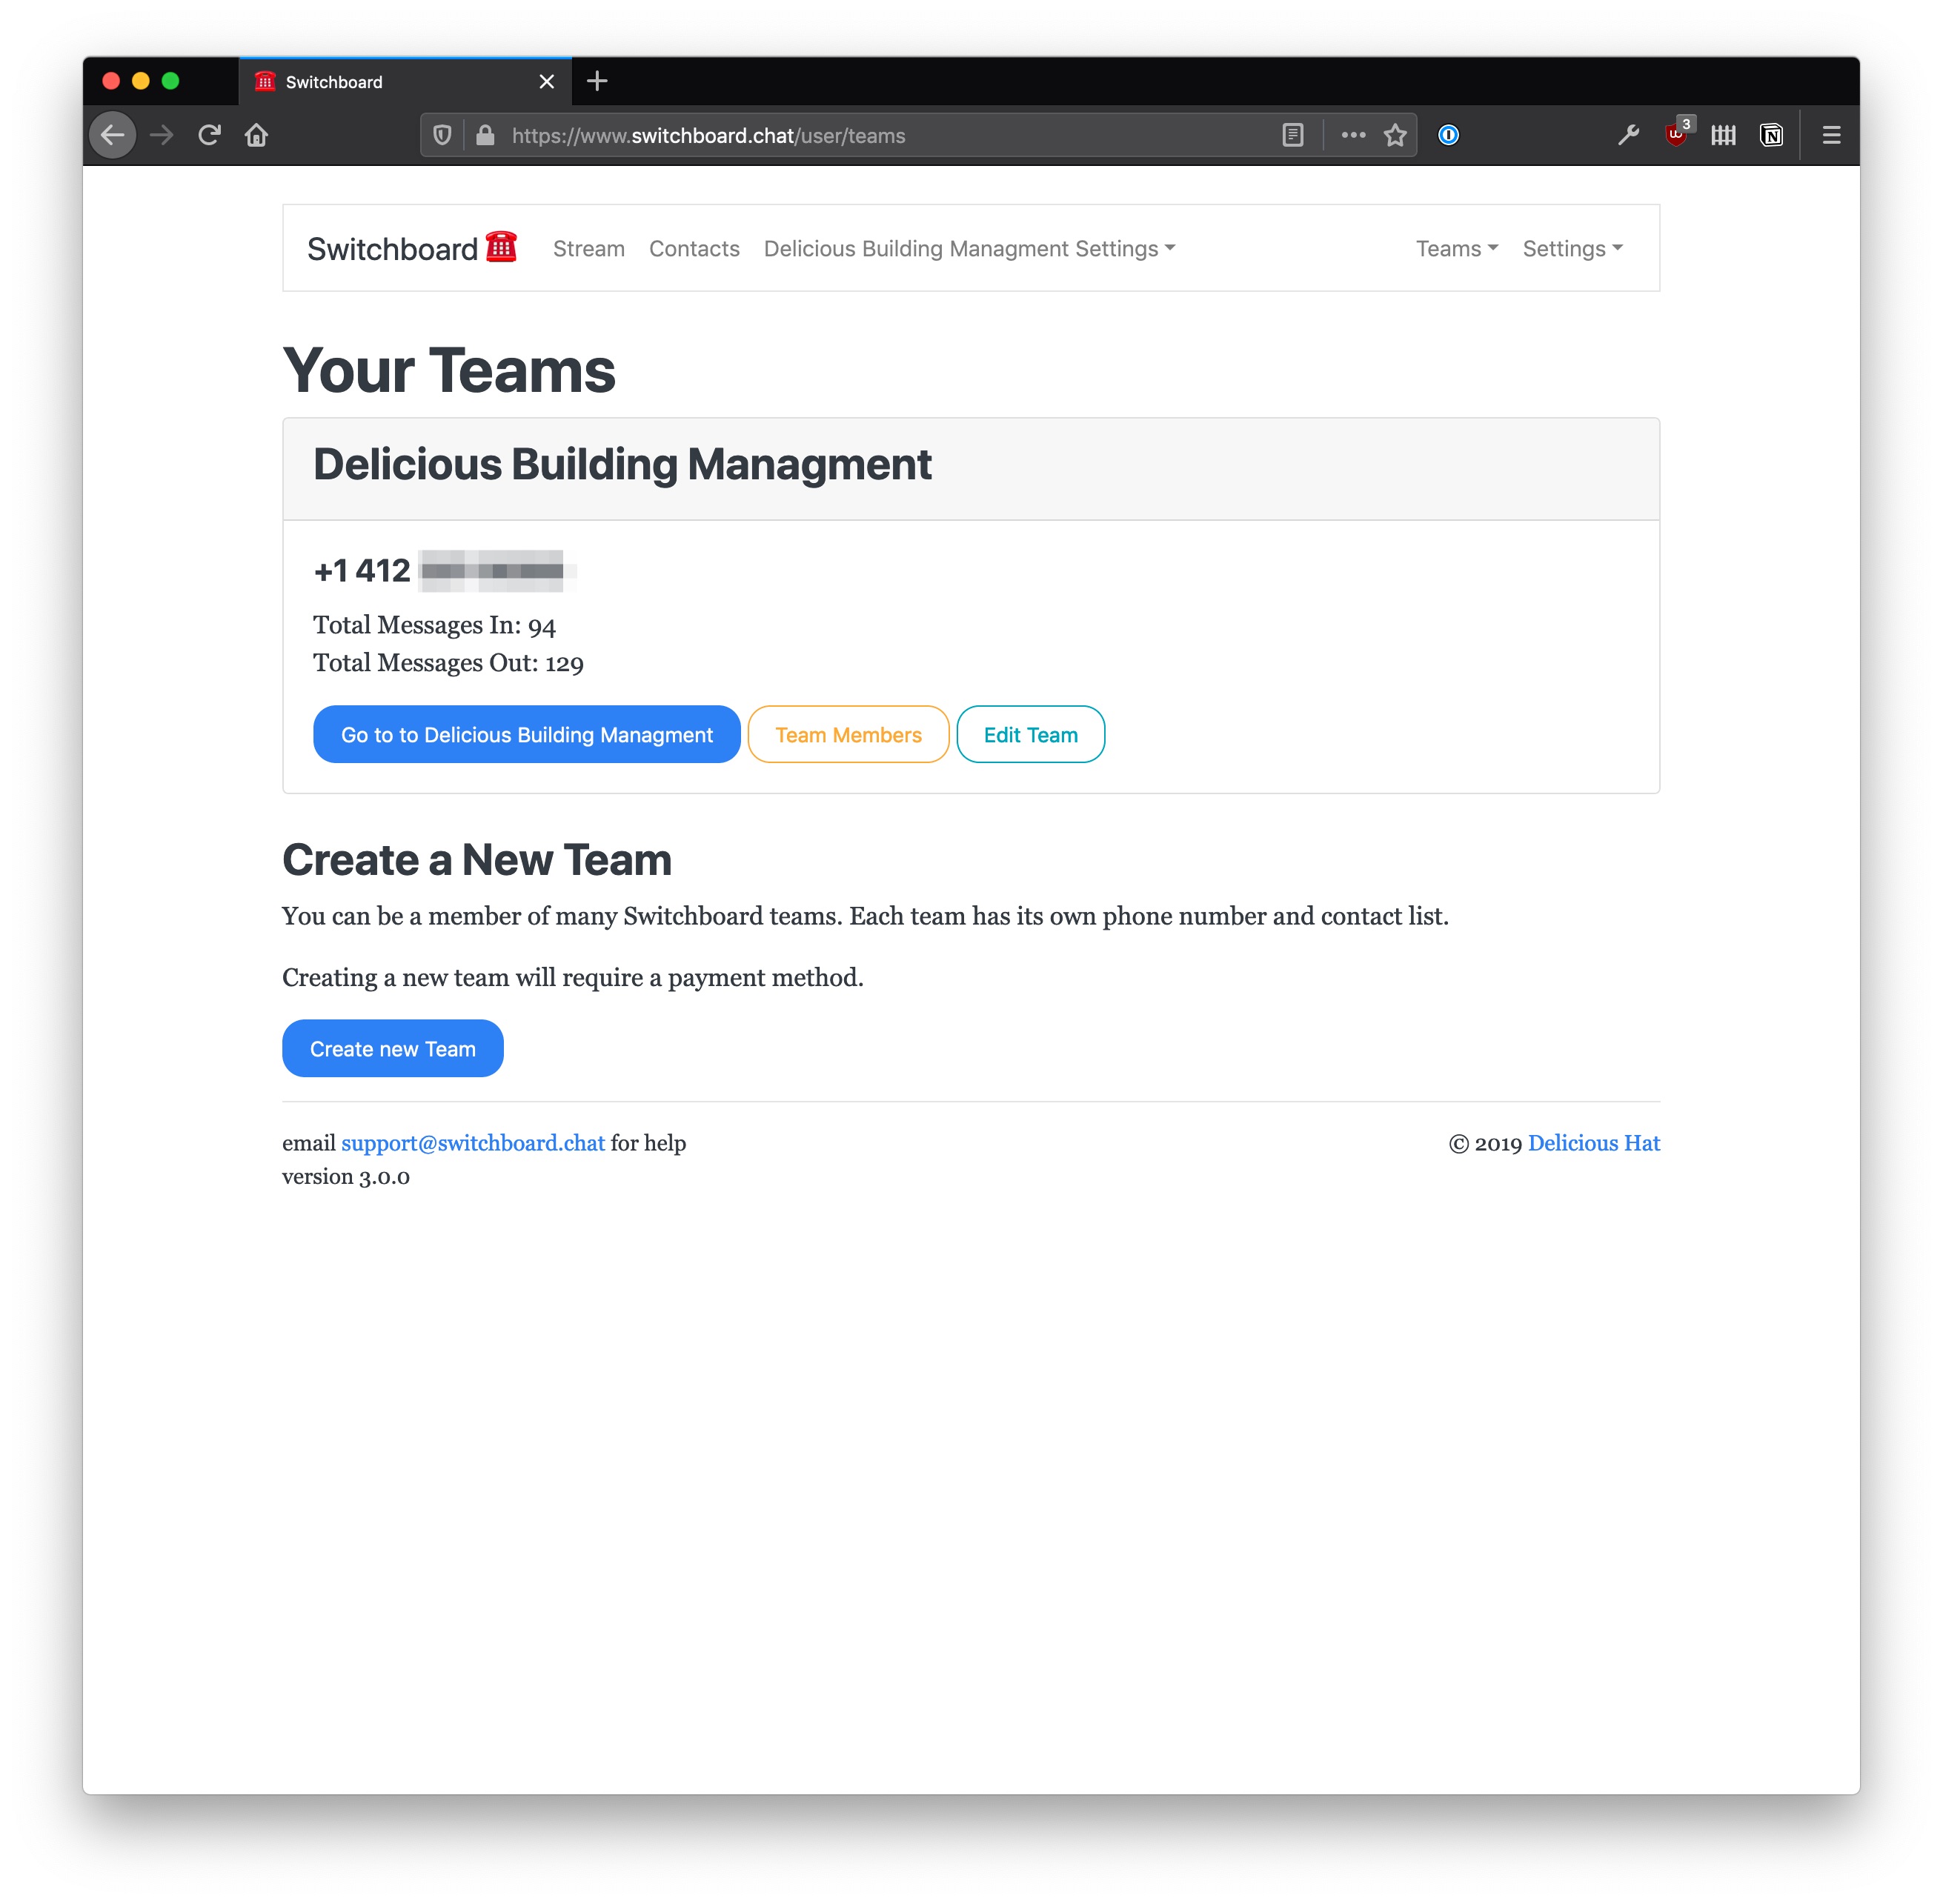 Switchboard
https://www.switchboard.chat/user/teams
3
Switchboard Stream Contacts Delicious Building Managment Settings Teams Settings
Your Teams
Delicious Building Managment
+1 412
Total Messages In: 94
Total Messages Out: 129
Go to to Delicious Building Managment Team Members Edit Team
Create a New Team
You can be a member of many Switchboard teams. Each team has its own phone number and contact list.
Creating a new team will require a payment method.
Create new Team
email support@switchboard.chat for help © 2019 Delicious Hat
version 3.0.0